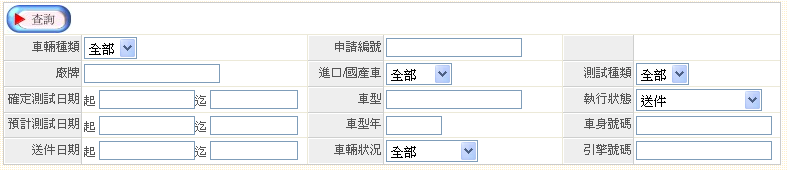 查詢
車輛種類 全部 申請編號
廠牌 進口/國產車 全部 測試種類 全部
確定測試日期 起 迄 車型 執行狀態 送件
預計測試日期 起 迄 車型年 車身號碼
送件日期 起 迄 車輛狀況 全部 引擎號碼